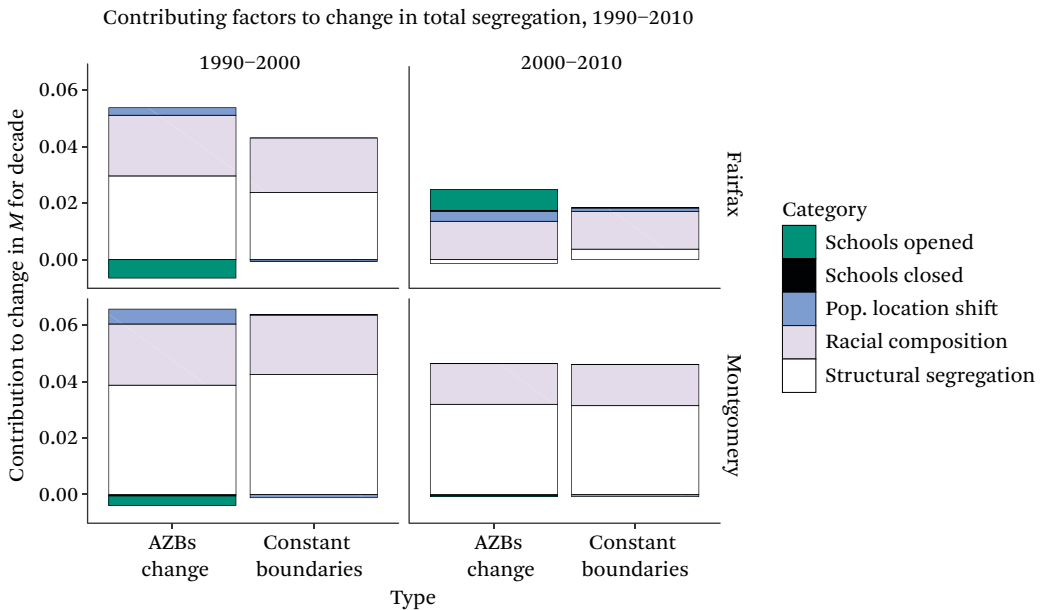 Contributing factors to change in total segregation, 1990–2010
1990–2000
2000–2010
Contribution to change in M for decade
0.06
0.04
0.02
0.00
Fairfax
0.06
0.04
0.02
0.00
Montgomery
AZBs
change
Constant
boundaries
AZBs
change
Constant
boundaries
Type
Category
Schools opened
Schools closed
Pop. location shift
Racial composition
Structural segregation